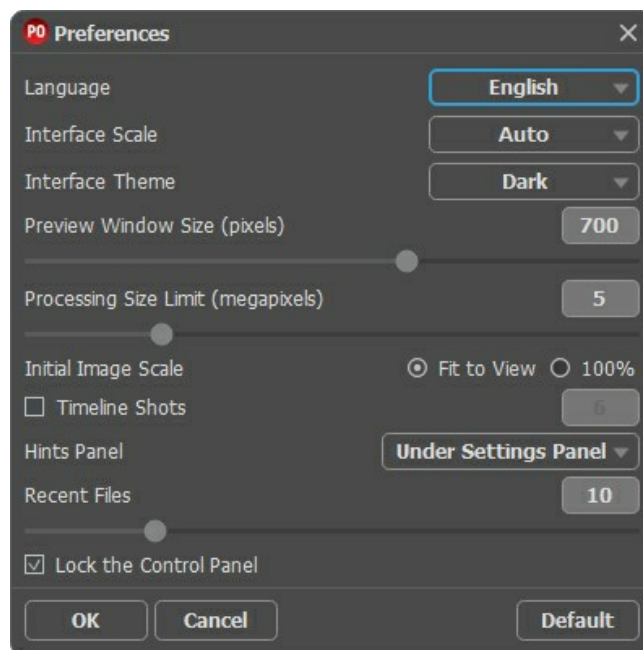 PO Preferences
Language English
Interface Scale Auto
Interface Theme Dark
Preview Window Size (pixels) 700
Processing Size Limit (megapixels) 5
Initial Image Scale Fit to View 100%
Timeline Shots 6
Hints Panel Under Settings Panel
Recent Files 10
Lock the Control Panel
OK Cancel Default